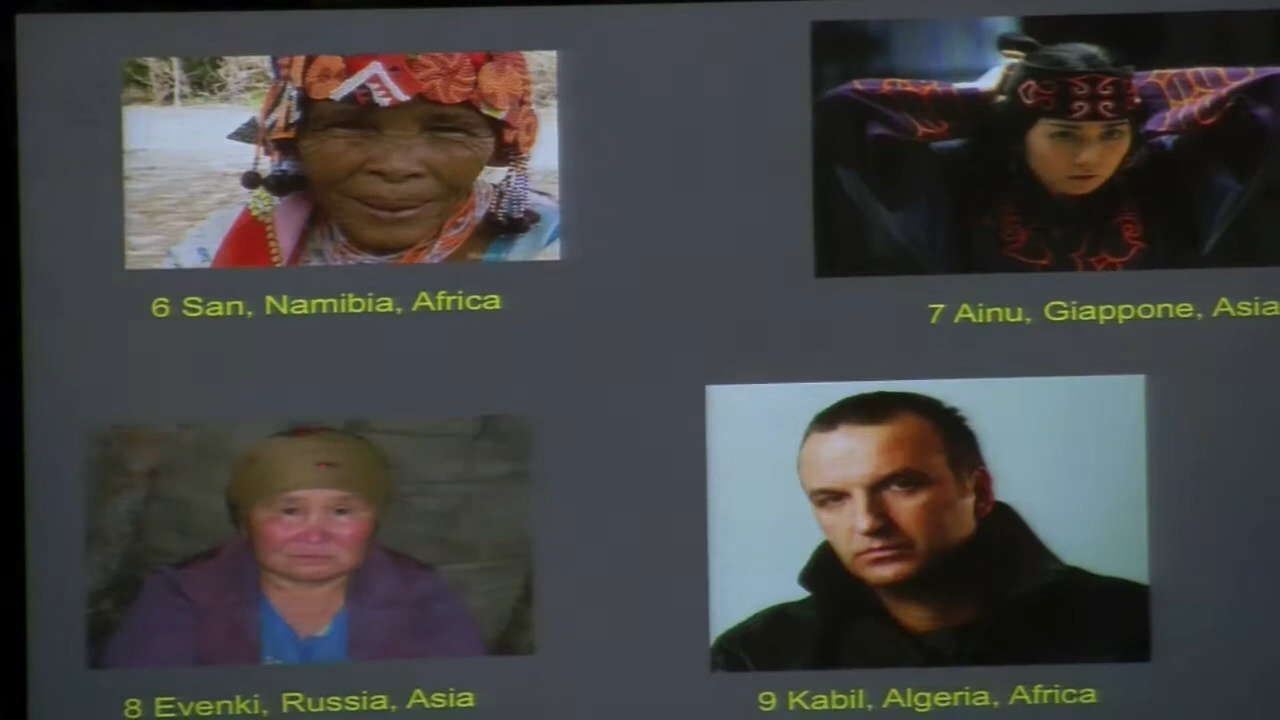 6 San, Namibia, Africa
7 Ainu, Giappone, Asia
8 Evenki, Russia, Asia
9 Kabil, Algeria, Africa